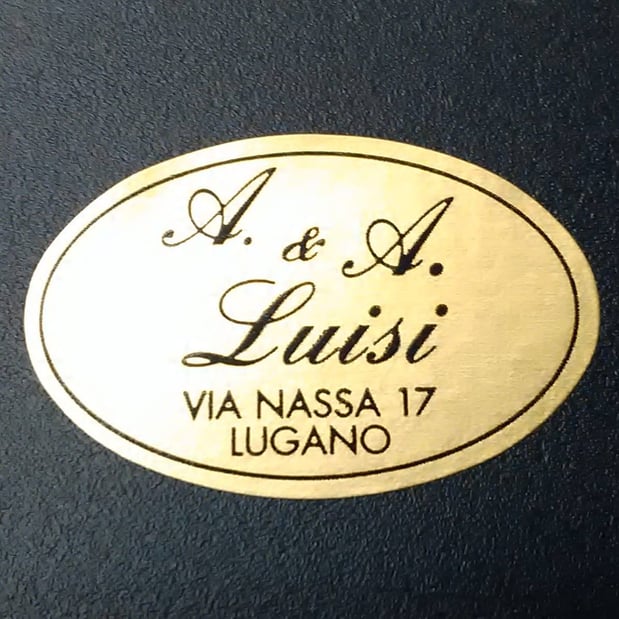 A. & A.
Luisi
VIA NASSA 17
LUGANO